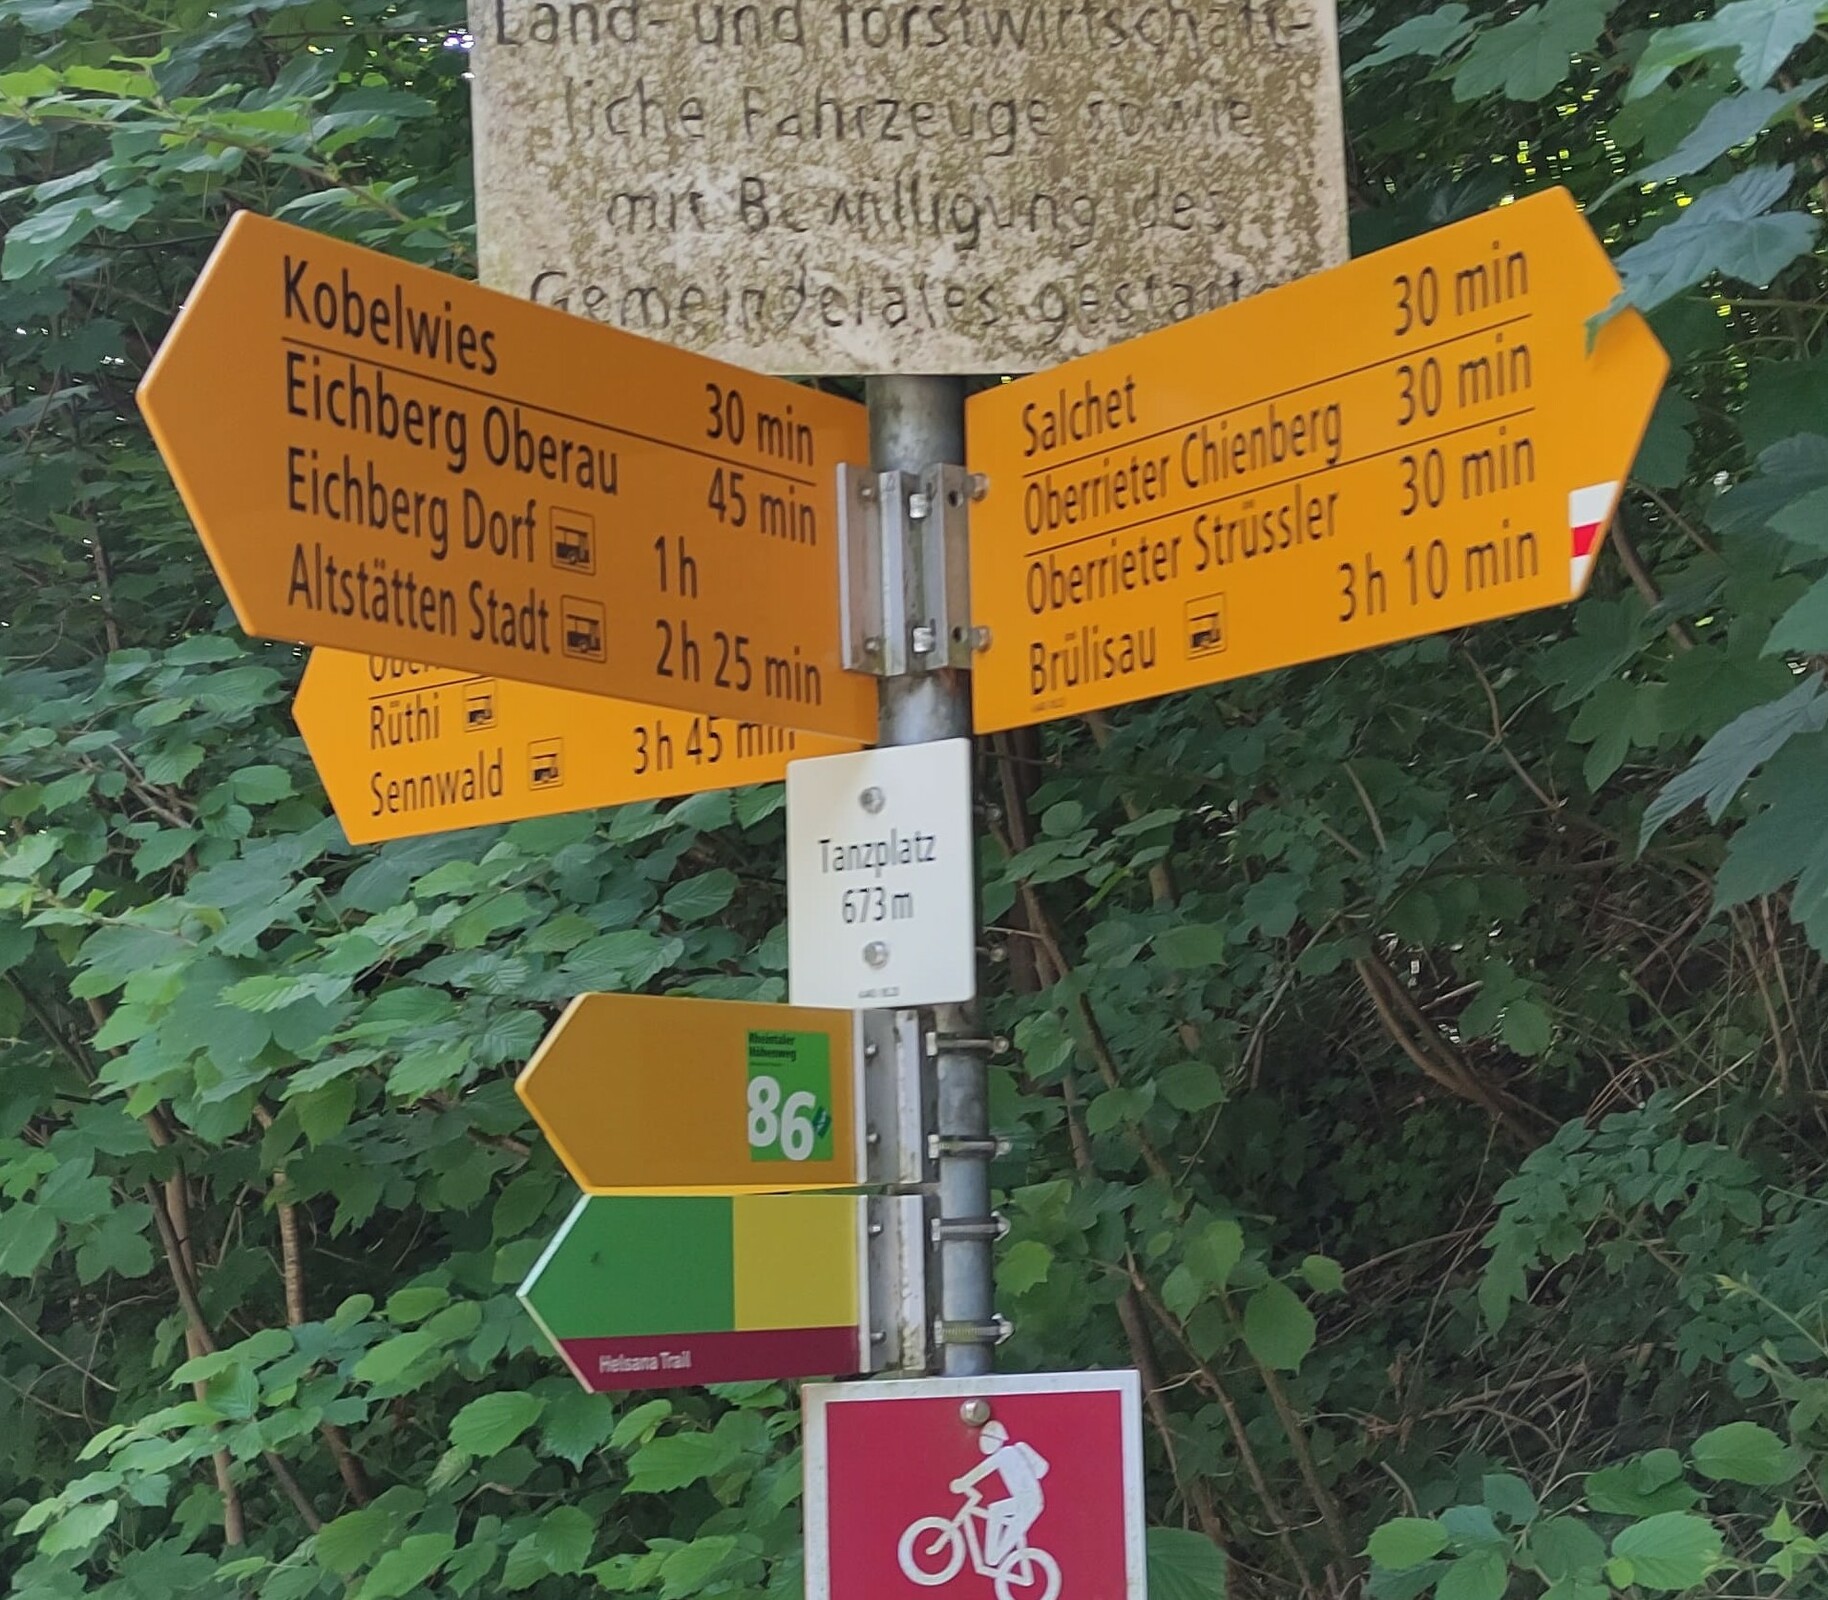 Land- und forstwirtschaft-
liche Fahrzeuge sowie
mit Bewilligung des
Gemeinderates gestattet
Kobelwies 30 min
Eichberg Oberau 45 min
Eichberg Dorf 1 h
Altstätten Stadt 2 h 25 min
Salchet 30 min
Oberrieter Chienberg 30 min
Oberrieter Strüssler 30 min
Brülisau 3 h 10 min
Rüthi
Sennwald 3 h 45 min
Tanzplatz
673 m
Rheintaler
Höhenweg
86
Helsana Trail